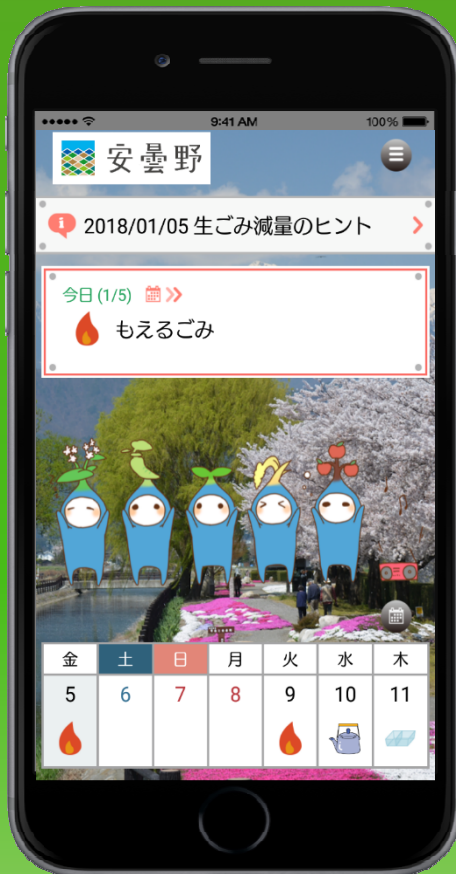 9:41 AM
100%
安曇野
2018/01/05 生ごみ減量のヒント
今日 (1/5)
もえるごみ
金 土 日 月 火 水 木
5 6 7 8 9 10 11